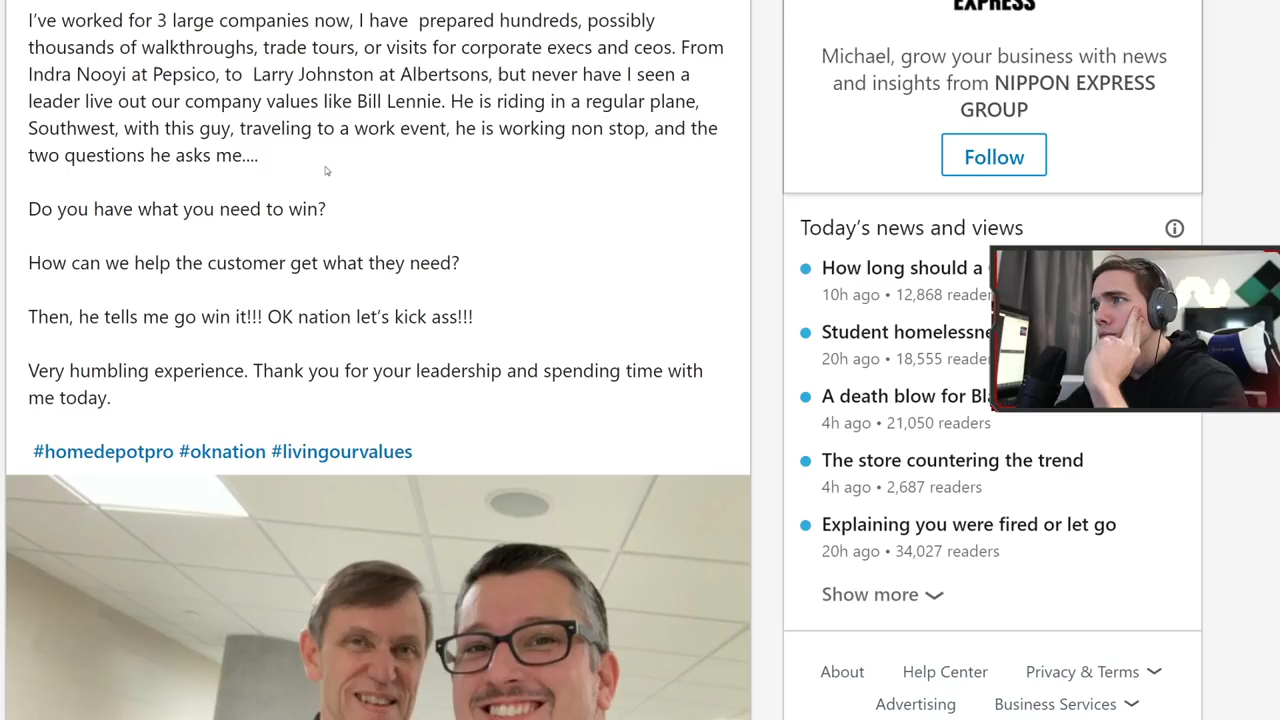 I've worked for 3 large companies now, I have  prepared hundreds, possibly
thousands of walkthroughs, trade tours, or visits for corporate execs and ceos. From
Indra Nooyi at Pepsico, to  Larry Johnston at Albertsons, but never have I seen a
leader live out our company values like Bill Lennie. He is riding in a regular plane,
Southwest, with this guy, traveling to a work event, he is working non stop, and the
two questions he asks me....
Do you have what you need to win?
How can we help the customer get what they need?
Then, he tells me go win it!!! OK nation let's kick ass!!!
Very humbling experience. Thank you for your leadership and spending time with
me today.
#homedepotpro #oknation #livingourvalues
EXPRESS
Michael, grow your business with news
and insights from NIPPON EXPRESS
GROUP
Follow
Today's news and views
How long should a
10h ago • 12,868 reader
Student homelessne
20h ago • 18,555 reade
A death blow for
4h ago • 21,050 readers
The store countering the trend
4h ago • 2,687 readers
Explaining you were fired or let go
20h ago • 34,027 readers
Show more
About Help Center Privacy & Terms
Advertising Business Services